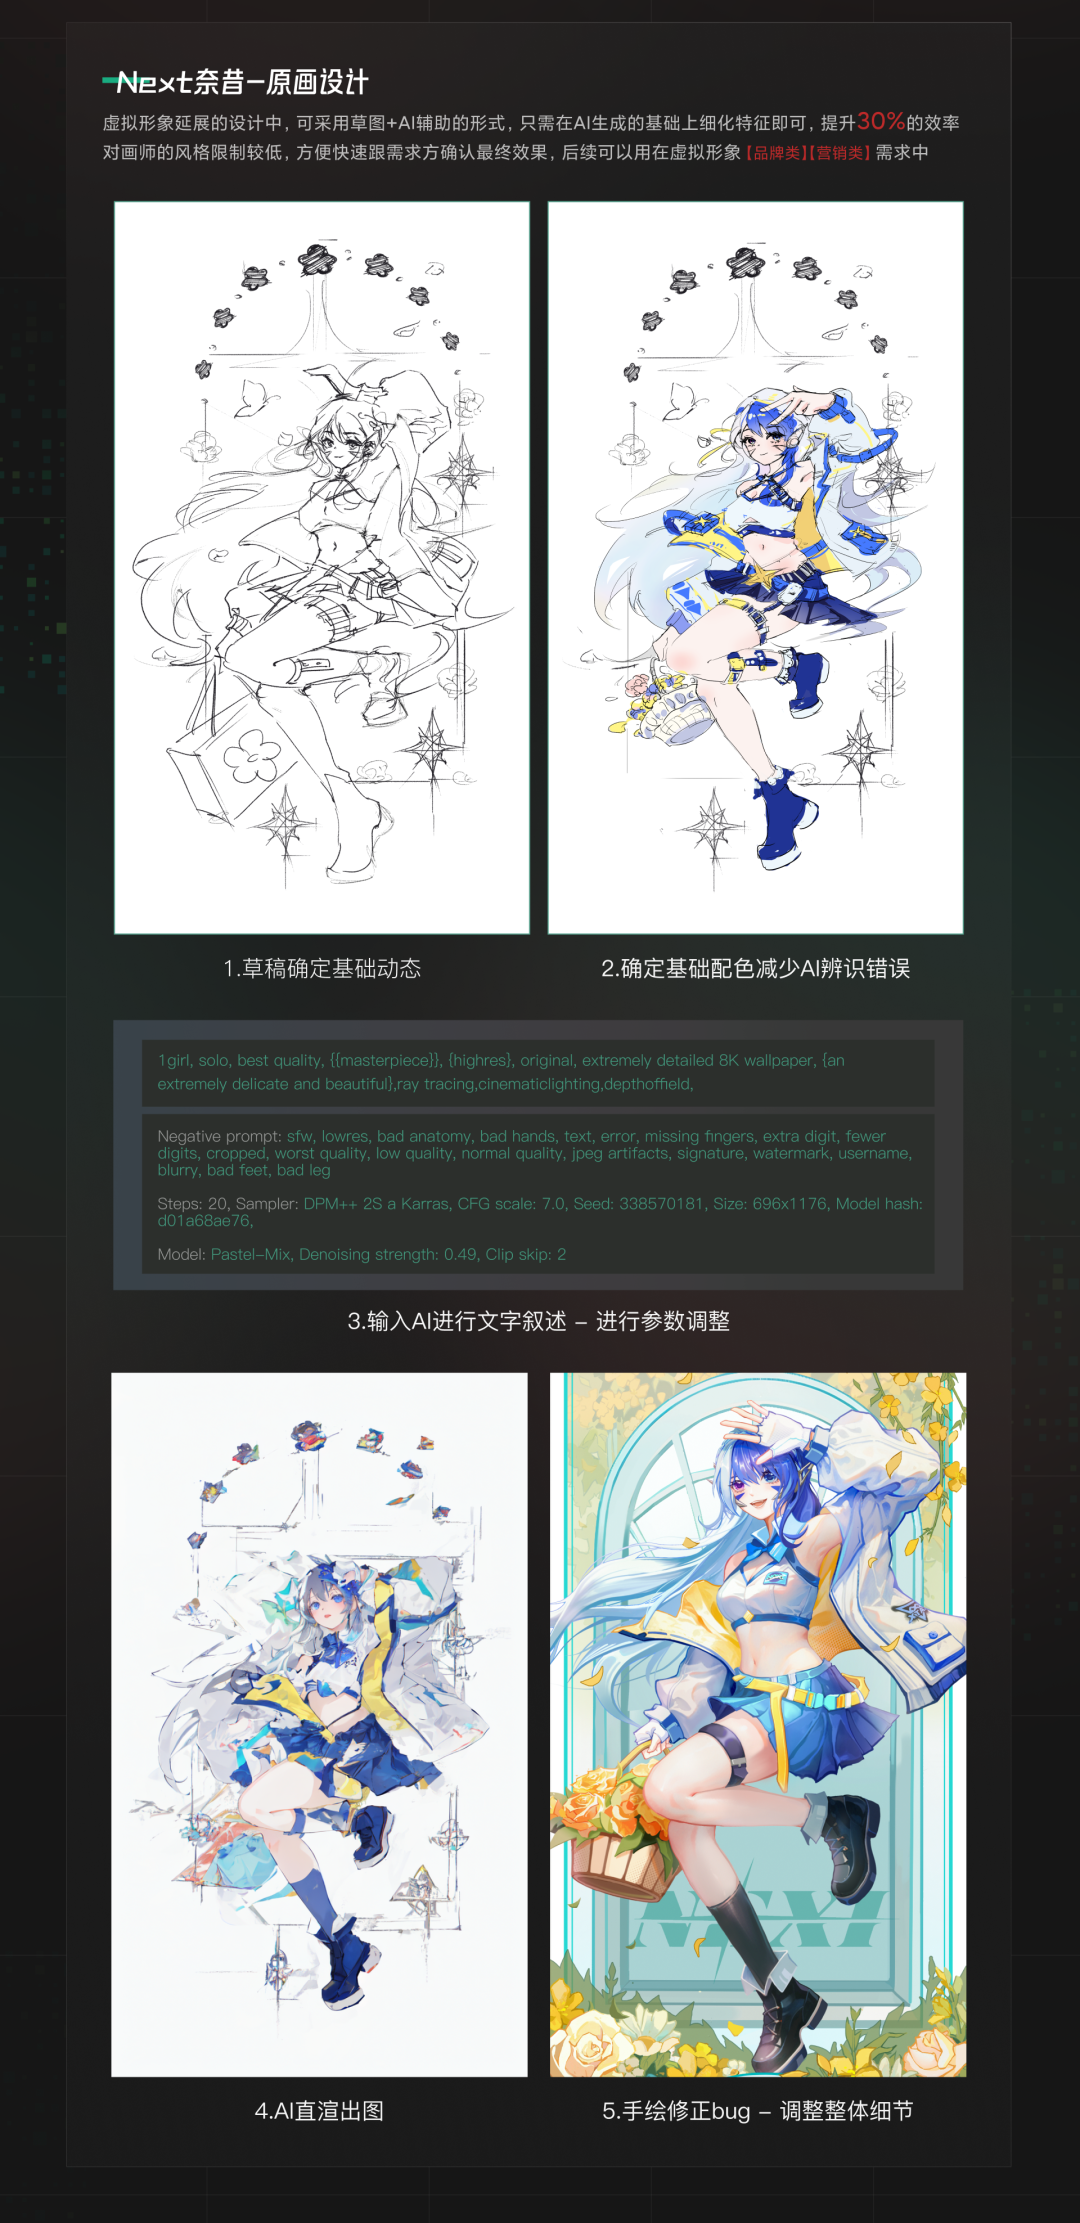 Next奈昔-原画设计
虚拟形象延展的设计中, 可采用草图+AI辅助的形式, 只需在AI生成的基础上细化特征即可, 提升30%的效率
对画师的风格限制较低, 方便快速跟需求方确认最终效果, 后续可以用在虚拟形象【品牌类】【营销类】需求中
1.草稿确定基础动态
2.确定基础配色减少AI辨识错误
1girl, solo, best quality, {{masterpiece}}, {highres}, original, extremely detailed 8K wallpaper, {an
extremely delicate and beautiful},ray tracing,cinematiclighting,depthoffield,
Negative prompt: sfw, lowres, bad anatomy, bad hands, text, error, missing fingers, extra digit, fewer
digits, cropped, worst quality, low quality, normal quality, jpeg artifacts, signature, watermark, username,
blurry, bad feet, bad leg
Steps: 20, Sampler: DPM++ 2S a Karras, CFG scale: 7.0, Seed: 338570181, Size: 696x1176, Model hash:
d01a68ae76,
Model: Pastel-Mix, Denoising strength: 0.49, Clip skip: 2
3.输入AI进行文字叙述 - 进行参数调整
4.AI直渲出图
5.手绘修正bug - 调整整体细节